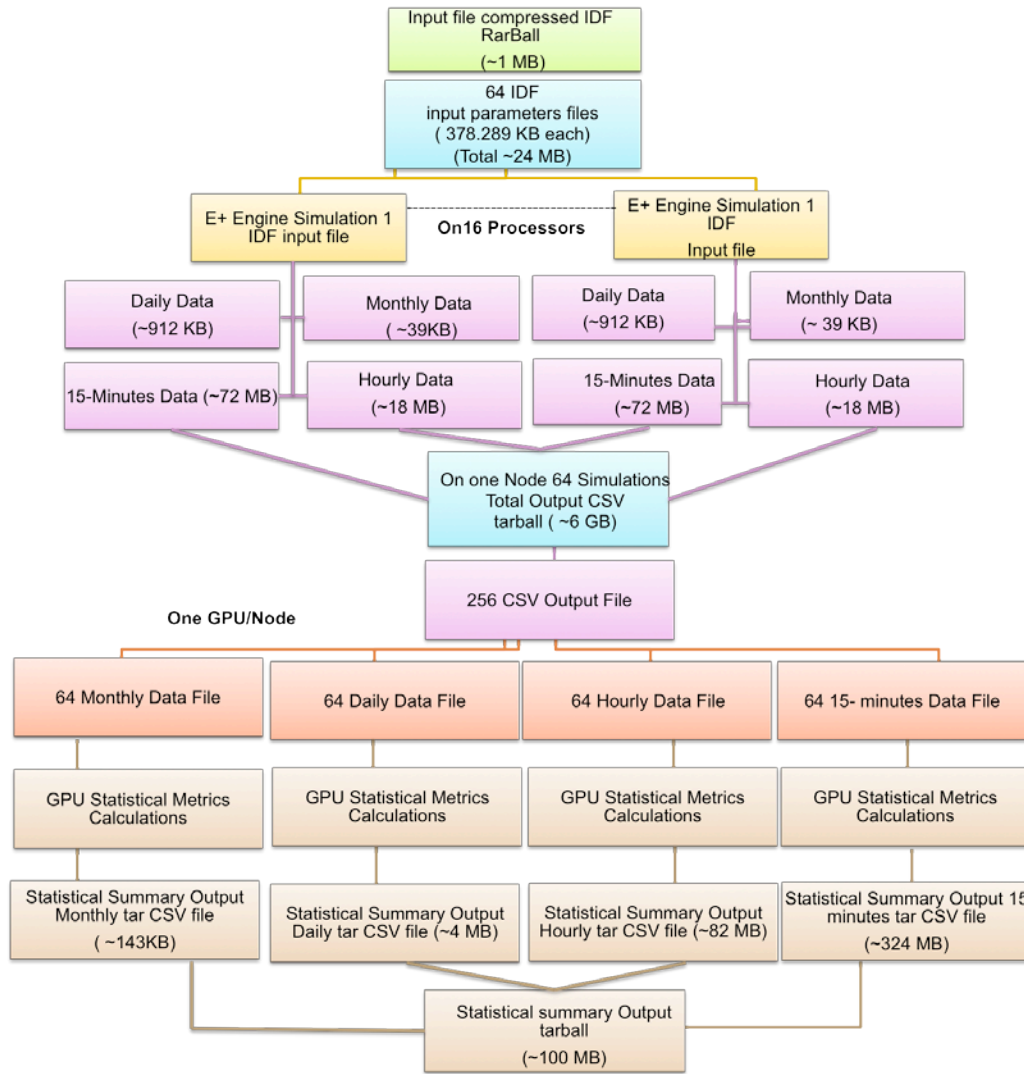 Input file compressed IDF
RarBall
(~1 MB)
64 IDF
input parameters files
( 378.289 KB each)
(Total ~24 MB)
E+ Engine Simulation 1
IDF input file
On16 Processors
E+ Engine Simulation 1
IDF
Input file
Daily Data
(~912 KB)
Monthly Data
( ~39KB)
Daily Data
(~912 KB)
Monthly Data
(~ 39 KB)
15-Minutes Data (~72 MB)
Hourly Data
(~18 MB)
15-Minutes Data
(~72 MB)
Hourly Data
(~18 MB)
On one Node 64 Simulations
Total Output CSV
tarball ( ~6 GB)
256 CSV Output File
One GPU/Node
64 Monthly Data File
64 Daily Data File
64 Hourly Data File
64 15- minutes Data File
GPU Statistical Metrics
Calculations
GPU Statistical Metrics
Calculations
GPU Statistical Metrics
Calculations
GPU Statistical Metrics
Calculations
Statistical Summary Output
Monthly tar CSV file
( ~143KB)
Statistical Summary Output
Daily tar CSV file (~4 MB)
Statistical Summary Output
Hourly tar CSV file (~82 MB)
Statistical Summary Output 15
minutes tar CSV file
(~324 MB)
Statistical summary Output
tarball
(~100 MB)